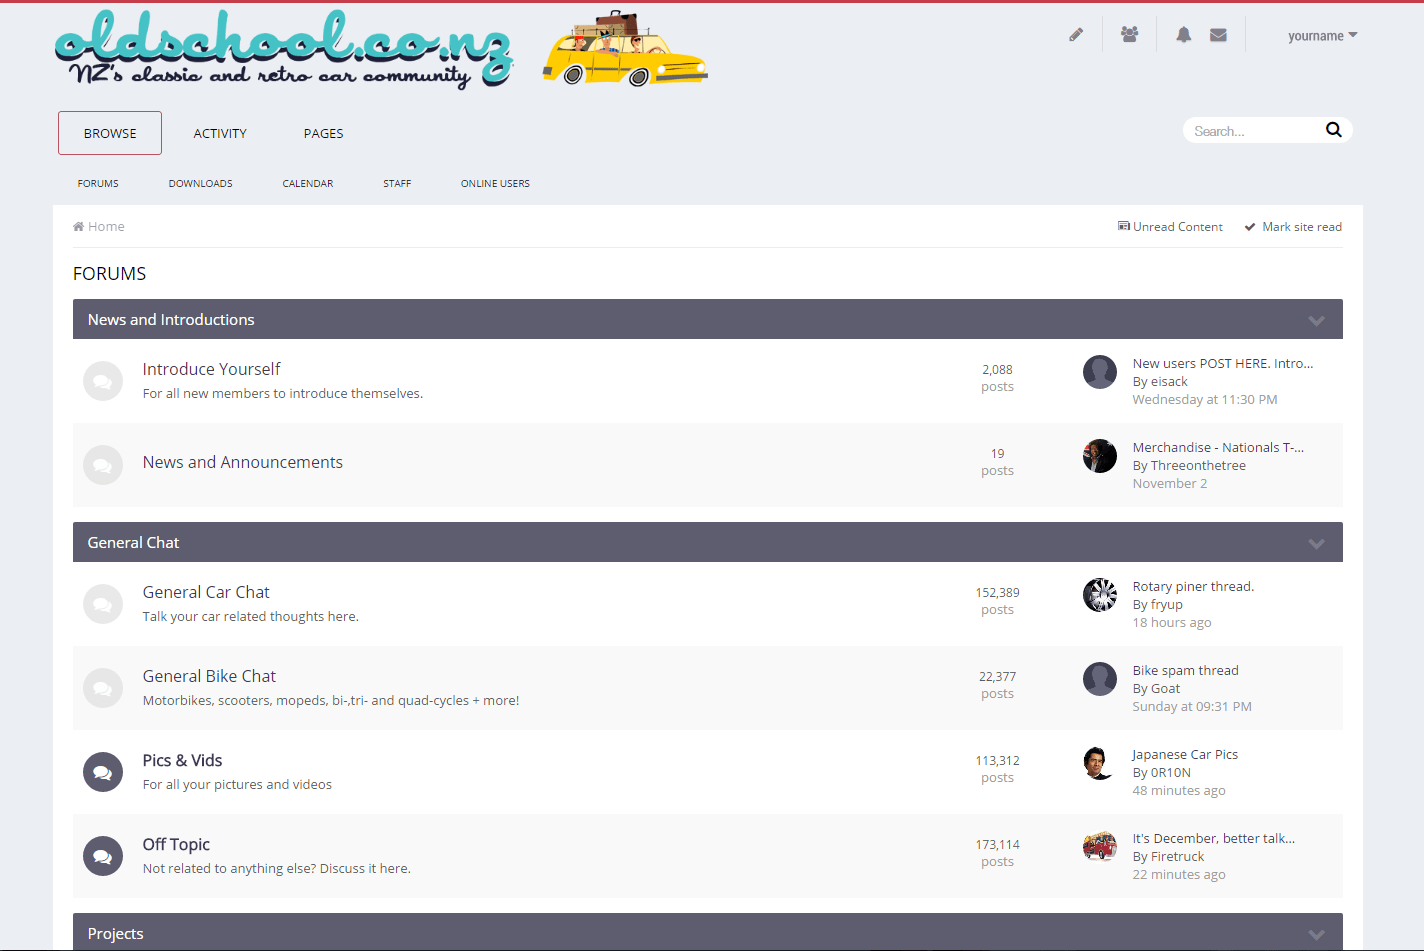 oldschool.co.nz
NZ's classic and retro car community
yourname
BROWSE
ACTIVITY
PAGES
Search...
FORUMS
DOWNLOADS
CALENDAR
STAFF
ONLINE USERS
Home
Unread Content
Mark site read
FORUMS
News and Introductions
Introduce Yourself
For all new members to introduce themselves.
2,088
posts
New users POST HERE. Intro...
By eisack
Wednesday at 11:30 PM
News and Announcements
19
posts
Merchandise - Nationals T-...
By Threeonthetree
November 2
General Chat
General Car Chat
Talk your car related thoughts here.
152,389
posts
Rotary piner thread.
By fryup
18 hours ago
General Bike Chat
Motorbikes, scooters, mopeds, bi-,tri- and quad-cycles + more!
22,377
posts
Bike spam thread
By Goat
Sunday at 09:31 PM
Pics & Vids
For all your pictures and videos
113,312
posts
Japanese Car Pics
By 0R10N
48 minutes ago
Off Topic
Not related to anything else? Discuss it here.
173,114
posts
It's December, better talk...
By Firetruck
22 minutes ago
Projects